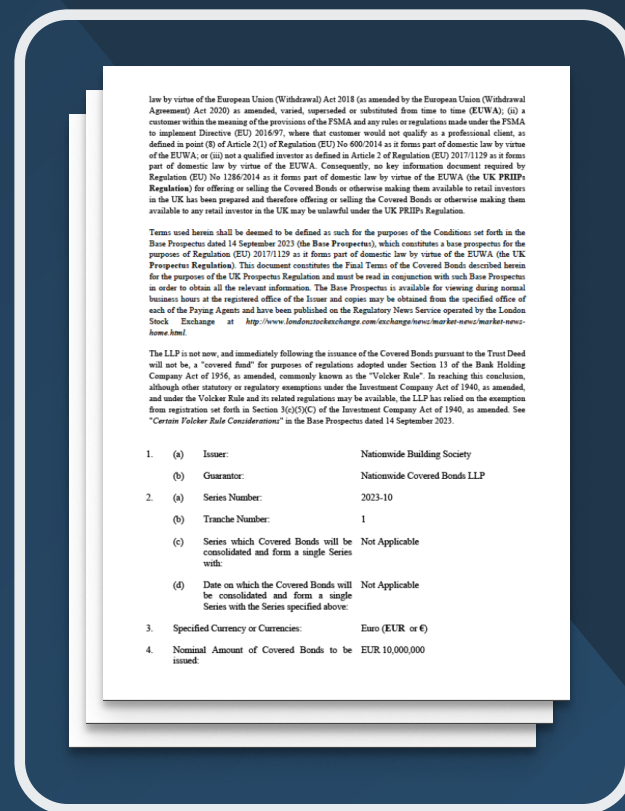 law by virtue of the European Union (Withdrawal) Act 2018 (as amended by the European Union (Withdrawal
Agreement) Act 2020) as amended, varied, superseded or substituted from time to time (EUWA); (ii) a
customer within the meaning of the provisions of the FSMA and any rules or regulations made under the FSMA
to implement Directive (EU) 2016/97, where that customer would not qualify as a professional client, as
defined in point (8) of Article 2(1) of Regulation (EU) No 600/2014 as it forms part of domestic law by virtue
of the EUWA; or (iii) not a qualified investor as defined in Article 2 of Regulation (EU) 2017/1129 as it forms
part of domestic law by virtue of the EUWA. Consequently, no key information document required by
Regulation (EU) No 1286/2014 as it forms part of domestic law by virtue of the EUWA (the UK PRIIPs
Regulation) for offering or selling the Covered Bonds or otherwise making them available to retail investors
in the UK has been prepared and therefore offering or selling the Covered Bonds or otherwise making them
available to any retail investor in the UK may be unlawful under the UK PRIIPs Regulation.
Terms used herein shall be deemed to be defined as such for the purposes of the Conditions set forth in the
Base Prospectus dated 14 September 2023 (the Base Prospectus), which constitutes a base prospectus for the
purposes of Regulation (EU) 2017/1129 as it forms part of domestic law by virtue of the EUWA (the UK
Prospectus Regulation). This document constitutes the Final Terms of the Covered Bonds described herein
for the purposes of the UK Prospectus Regulation and must be read in conjunction with such Base Prospectus
in order to obtain all the relevant information. The Base Prospectus is available for viewing during normal
business hours at the registered office of the Issuer and copies may be obtained from the specified office of
each of the Paying Agents and have been published on the Regulatory News Service operated by the London
Stock Exchange at http://www.londonstockexchange.com/exchange/news/market-news/market-news-
home.html.
The LLP is not now, and immediately following the issuance of the Covered Bonds pursuant to the Trust Deed
will not be, a "covered fund" for purposes of regulations adopted under Section 13 of the Bank Holding
Company Act of 1956, as amended, commonly known as the "Volcker Rule". In reaching this conclusion,
although other statutory or regulatory exemptions under the Investment Company Act of 1940, as amended,
and under the Volcker Rule and its related regulations may be available, the LLP has relied on the exemption
from registration set forth in Section 3(c)(5)(C) of the Investment Company Act of 1940, as amended. See
"Certain Volcker Rule Considerations" in the Base Prospectus dated 14 September 2023.
1. (a) Issuer: Nationwide Building Society
(b) Guarantor: Nationwide Covered Bonds LLP
2. (a) Series Number: 2023-10
(b) Tranche Number: 1
(c) Series which Covered Bonds will be Not Applicable
consolidated and form a single Series
with:
(d) Date on which the Covered Bonds will Not Applicable
be consolidated and form a single
Series with the Series specified above:
3. Specified Currency or Currencies: Euro (EUR or €)
4. Nominal Amount of Covered Bonds to be EUR 10,000,000
issued: